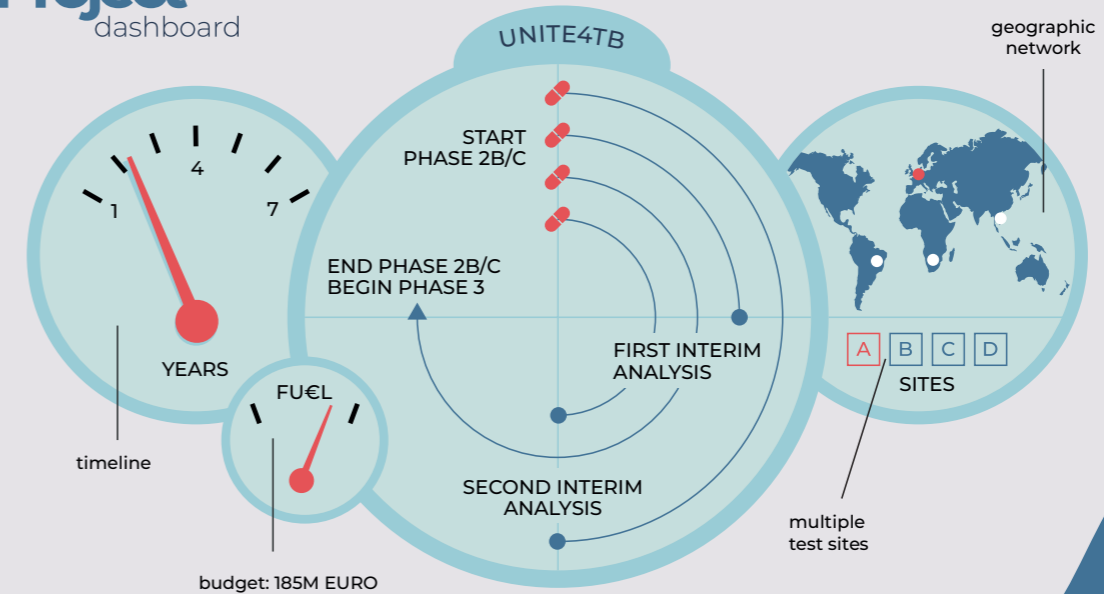 Project
dashboard
UNITE4TB
geographic
network
START
PHASE 2B/C
1
4
7
YEARS
END PHASE 2B/C
BEGIN PHASE 3
FIRST INTERIM
ANALYSIS
A B C D
SITES
FU€L
timeline
SECOND INTERIM
ANALYSIS
multiple
test sites
budget: 185M EURO